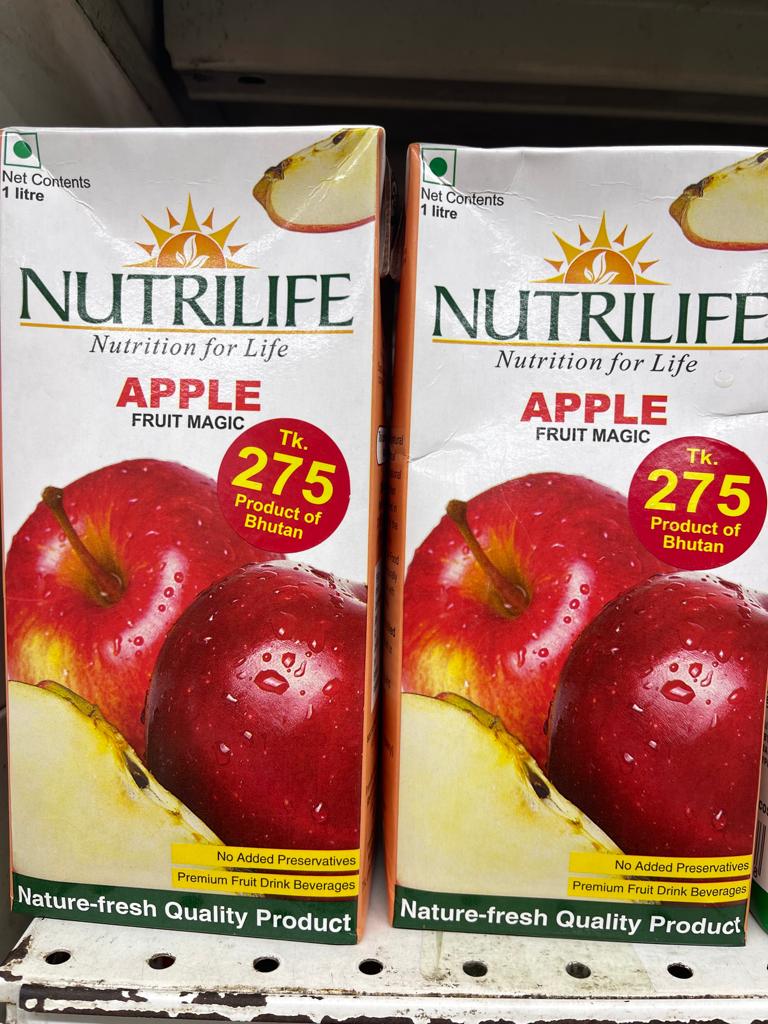 Net Contents
1 litre
NUTRILIFE
Nutrition for Life
APPLE
FRUIT MAGIC
Tk.
275
Product of
Bhutan
No Added Preservatives
Premium Fruit Drink Beverages
Nature-fresh Quality Product
Net Contents
1 litre
NUTRILIFE
Nutrition for Life
APPLE
FRUIT MAGIC
Tk.
275
Product of
Bhutan
No Added Preservatives
Premium Fruit Drink Beverages
Nature-fresh Quality Product